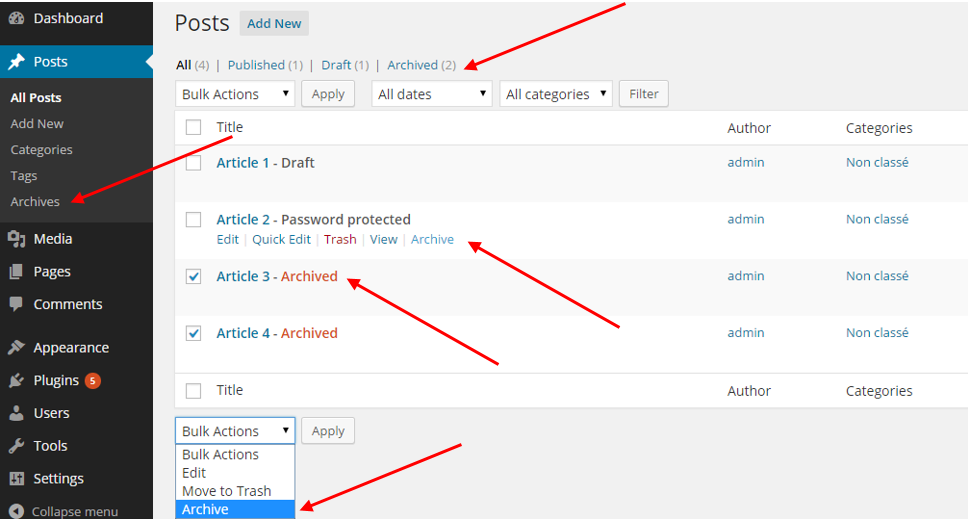 Dashboard
Posts
All Posts
Add New
Categories
Tags
Archives
Media
Pages
Comments
Appearance
Plugins 5
Users
Tools
Settings
Collapse menu
Posts Add New
All (4) | Published (1) | Draft (1) | Archived (2)
Bulk Actions Apply All dates All categories Filter
Title Author Categories
Article 1 - Draft admin Non classé
Article 2 - Password protected admin Non classé
Edit | Quick Edit | Trash | View | Archive
Article 3 - Archived admin Non classé
Article 4 - Archived admin Non classé
Title Author Categories
Bulk Actions Apply
Bulk Actions
Edit
Move to Trash
Archive